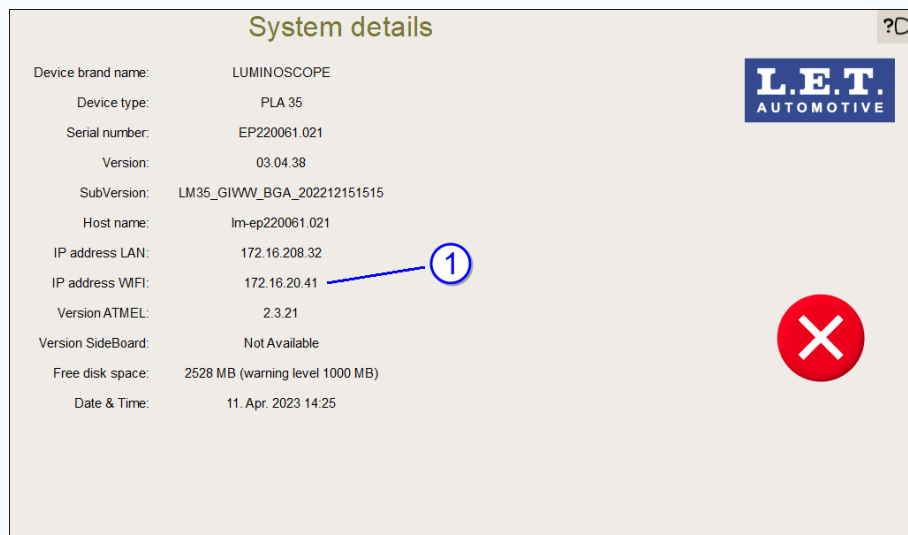 System details
?
L.E.T.
AUTOMOTIVE
Device brand name: LUMINOSCOPE
Device type: PLA 35
Serial number: EP220061.021
Version: 03.04.38
SubVersion: LM35_GIWW_BGA_202212151515
Host name: lm-ep220061.021
IP address LAN: 172.16.208.32
IP address WIFI: 172.16.20.41
1
Version ATMEL: 2.3.21
Version SideBoard: Not Available
Free disk space: 2528 MB (warning level 1000 MB)
Date & Time: 11. Apr. 2023 14:25